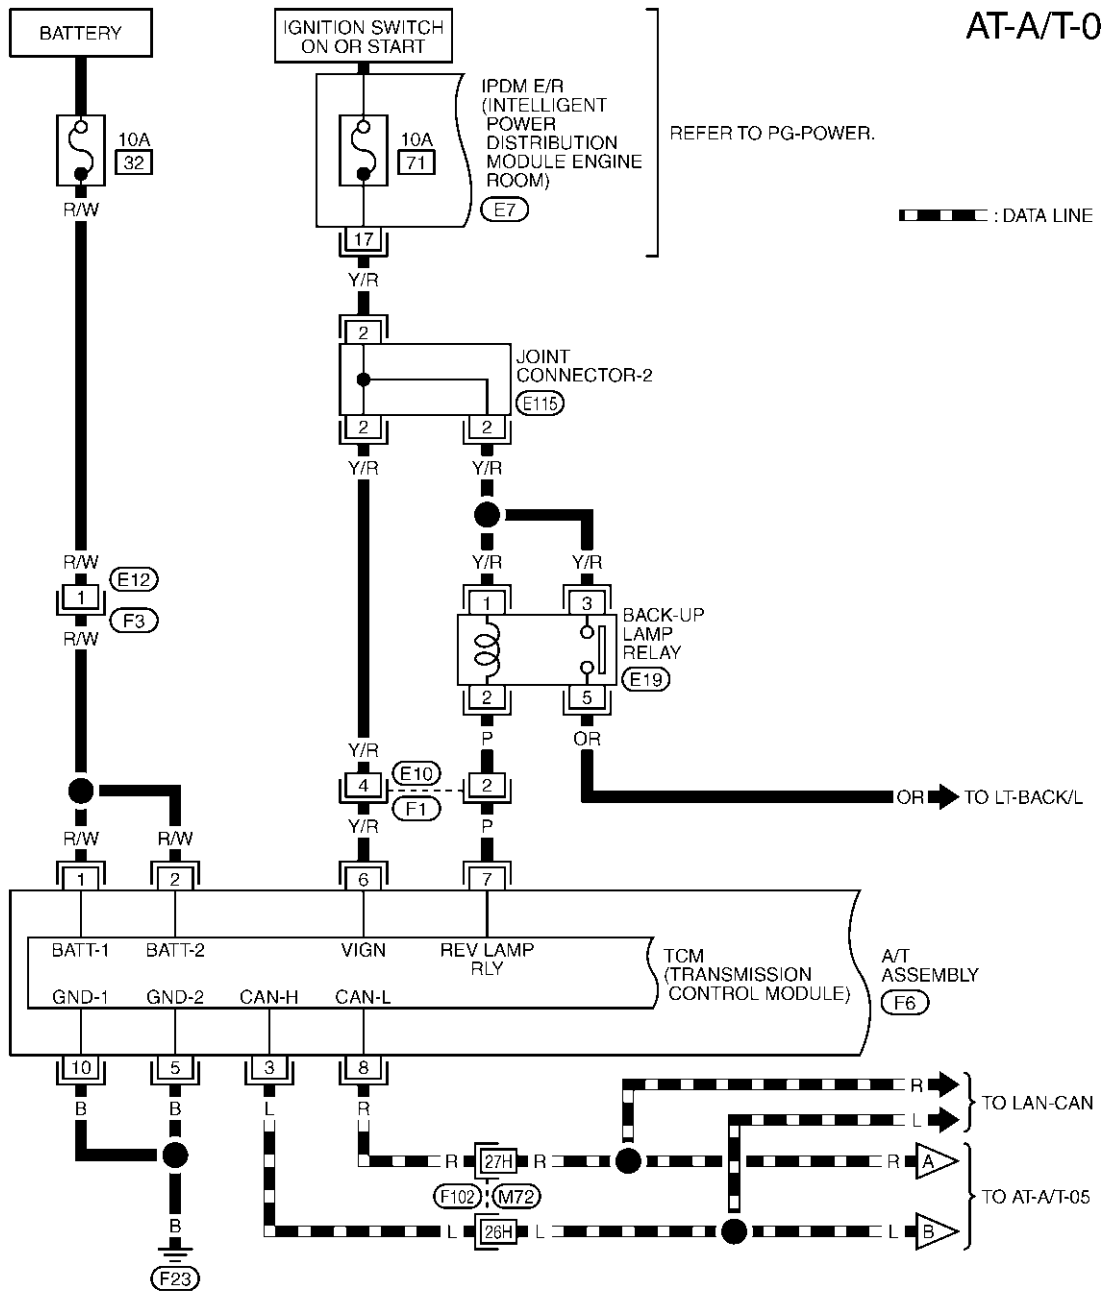 AT-A/T-0
BATTERY
IGNITION SWITCH
ON OR START
IPDM E/R
(INTELLIGENT
POWER
DISTRIBUTION
MODULE ENGINE
ROOM)
E7
REFER TO PG-POWER.
10A
32
10A
71
R/W
: DATA LINE
17
Y/R
2
JOINT
CONNECTOR-2
E115
2
2
Y/R
Y/R
R/W
Y/R
Y/R
1
E12
F3
R/W
1
3
BACK-UP
LAMP
RELAY
E19
2
5
P
OR
Y/R
4
E10
F1
2
OR
TO LT-BACK/L
R/W
R/W
Y/R
P
1
2
6
7
BATT-1
BATT-2
VIGN
REV LAMP
RLY
TCM
(TRANSMISSION
CONTROL MODULE)
A/T
ASSEMBLY
F6
GND-1
GND-2
CAN-H
CAN-L
10
5
3
8
B
B
L
R
R
L
TO LAN-CAN
R
27H
R
R
A
F102
M72
TO AT-A/T-05
B
L
26H
L
L
B
F23